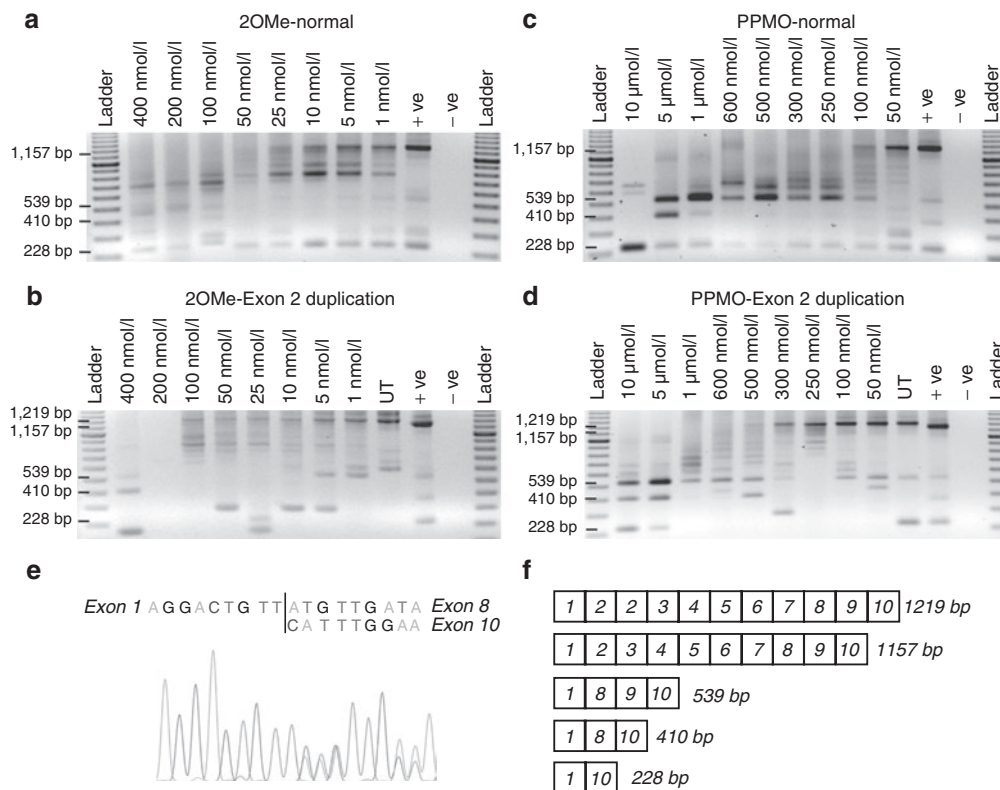 a
2OMe-normal
Ladder
400 nmol/l
200 nmol/l
100 nmol/l
50 nmol/l
25 nmol/l
10 nmol/l
5 nmol/l
1 nmol/l
+ ve
− ve
Ladder
1,157 bp
539 bp
410 bp
228 bp
c
PPMO-normal
Ladder
10 µmol/l
5 µmol/l
1 µmol/l
600 nmol/l
500 nmol/l
300 nmol/l
250 nmol/l
100 nmol/l
50 nmol/l
+ ve
− ve
Ladder
1,157 bp
539 bp
410 bp
228 bp
b
2OMe-Exon 2 duplication
Ladder
400 nmol/l
200 nmol/l
100 nmol/l
50 nmol/l
25 nmol/l
10 nmol/l
5 nmol/l
1 nmol/l
UT
+ ve
− ve
Ladder
1,219 bp
1,157 bp
539 bp
410 bp
228 bp
d
PPMO-Exon 2 duplication
Ladder
10 µmol/l
5 µmol/l
1 µmol/l
600 nmol/l
500 nmol/l
300 nmol/l
250 nmol/l
100 nmol/l
50 nmol/l
UT
+ ve
− ve
Ladder
1,219 bp
1,157 bp
539 bp
410 bp
228 bp
e
Exon 1 AGGACTGTTATGTTGATA Exon 8
CATTTGGAA Exon 10
f
1 2 2 3 4 5 6 7 8 9 10 1219 bp
1 2 3 4 5 6 7 8 9 10 1157 bp
1 8 9 10 539 bp
1 8 10 410 bp
1 10 228 bp